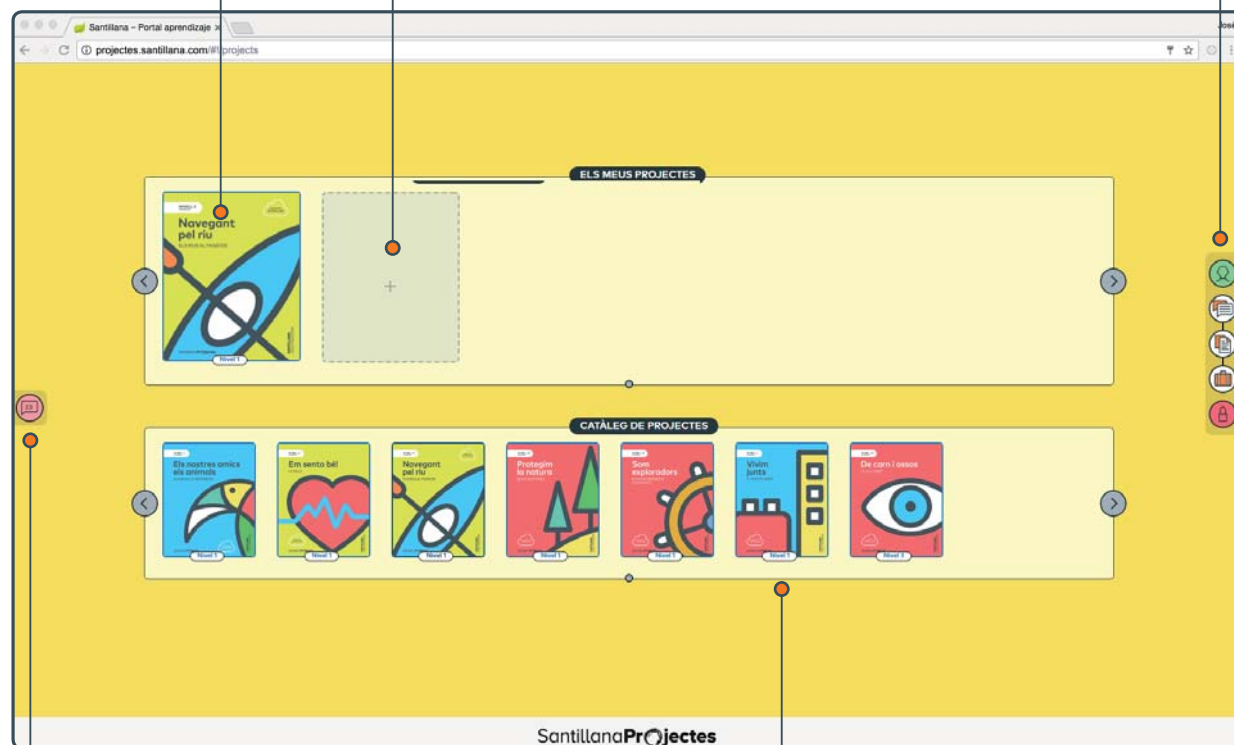 Santillana – Portal aprendizaje
José
projectes.santillana.com/#!/projects
ELS MEUS PROJECTES
Navegant
pel riu
Nivel 1
CATÀLEG DE PROJECTES
Els nostres amics
els animals
Nivel 1
Em sento bé!
Nivel 1
Navegant
pel riu
Nivel 1
Protegim
la natura
Nivel 1
Som
exploradors
Nivel 1
Vivim
junts
Nivel 1
De carn i ossos
Nivel 3
SantillanaProjectes